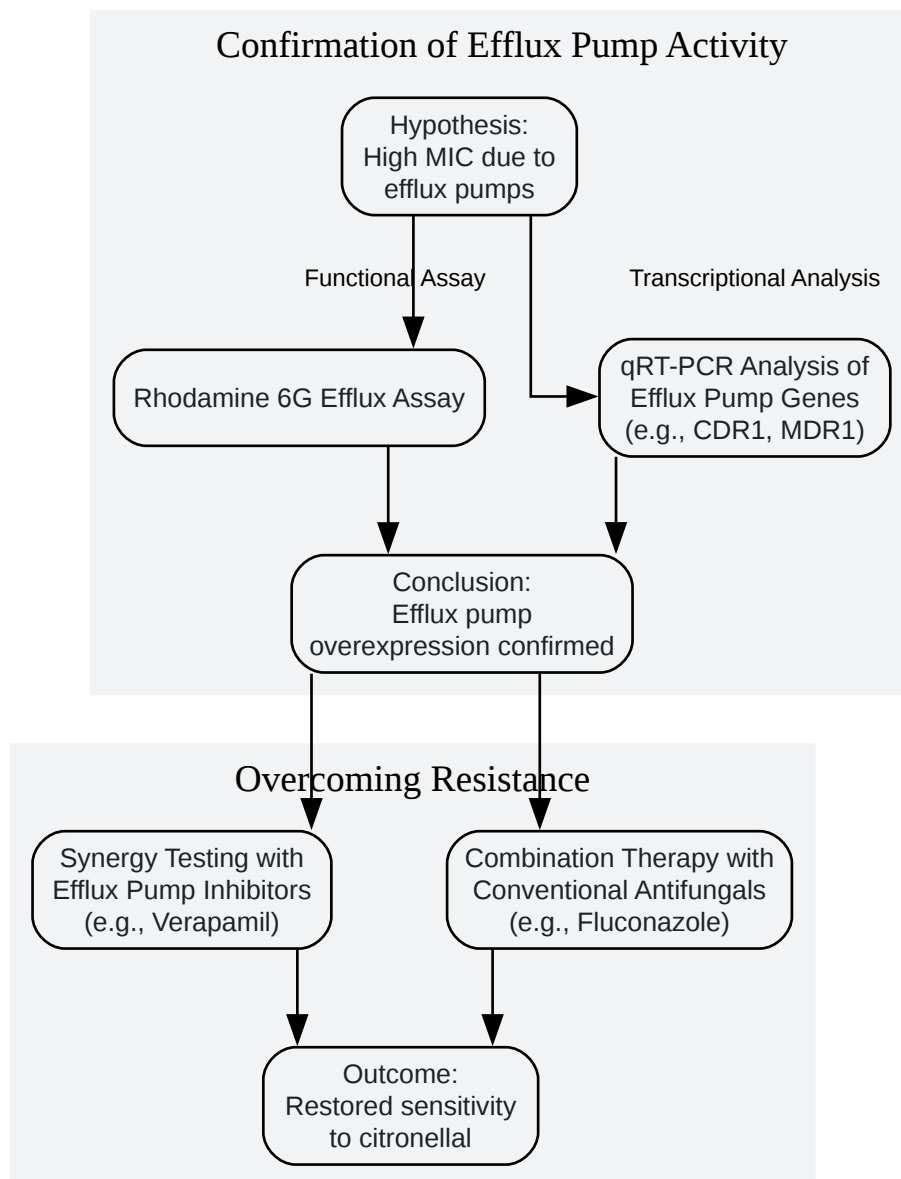 Confirmation of Efflux Pump Activity
Hypothesis:
High MIC due to
efflux pumps
Functional Assay
Transcriptional Analysis
Rhodamine 6G Efflux Assay
qRT-PCR Analysis of
Efflux Pump Genes
(e.g., CDR1, MDR1)
Conclusion:
Efflux pump
overexpression confirmed
Overcoming Resistance
Synergy Testing with
Efflux Pump Inhibitors
(e.g., Verapamil)
Combination Therapy with
Conventional Antifungals
(e.g., Fluconazole)
Outcome:
Restored sensitivity
to citronellal